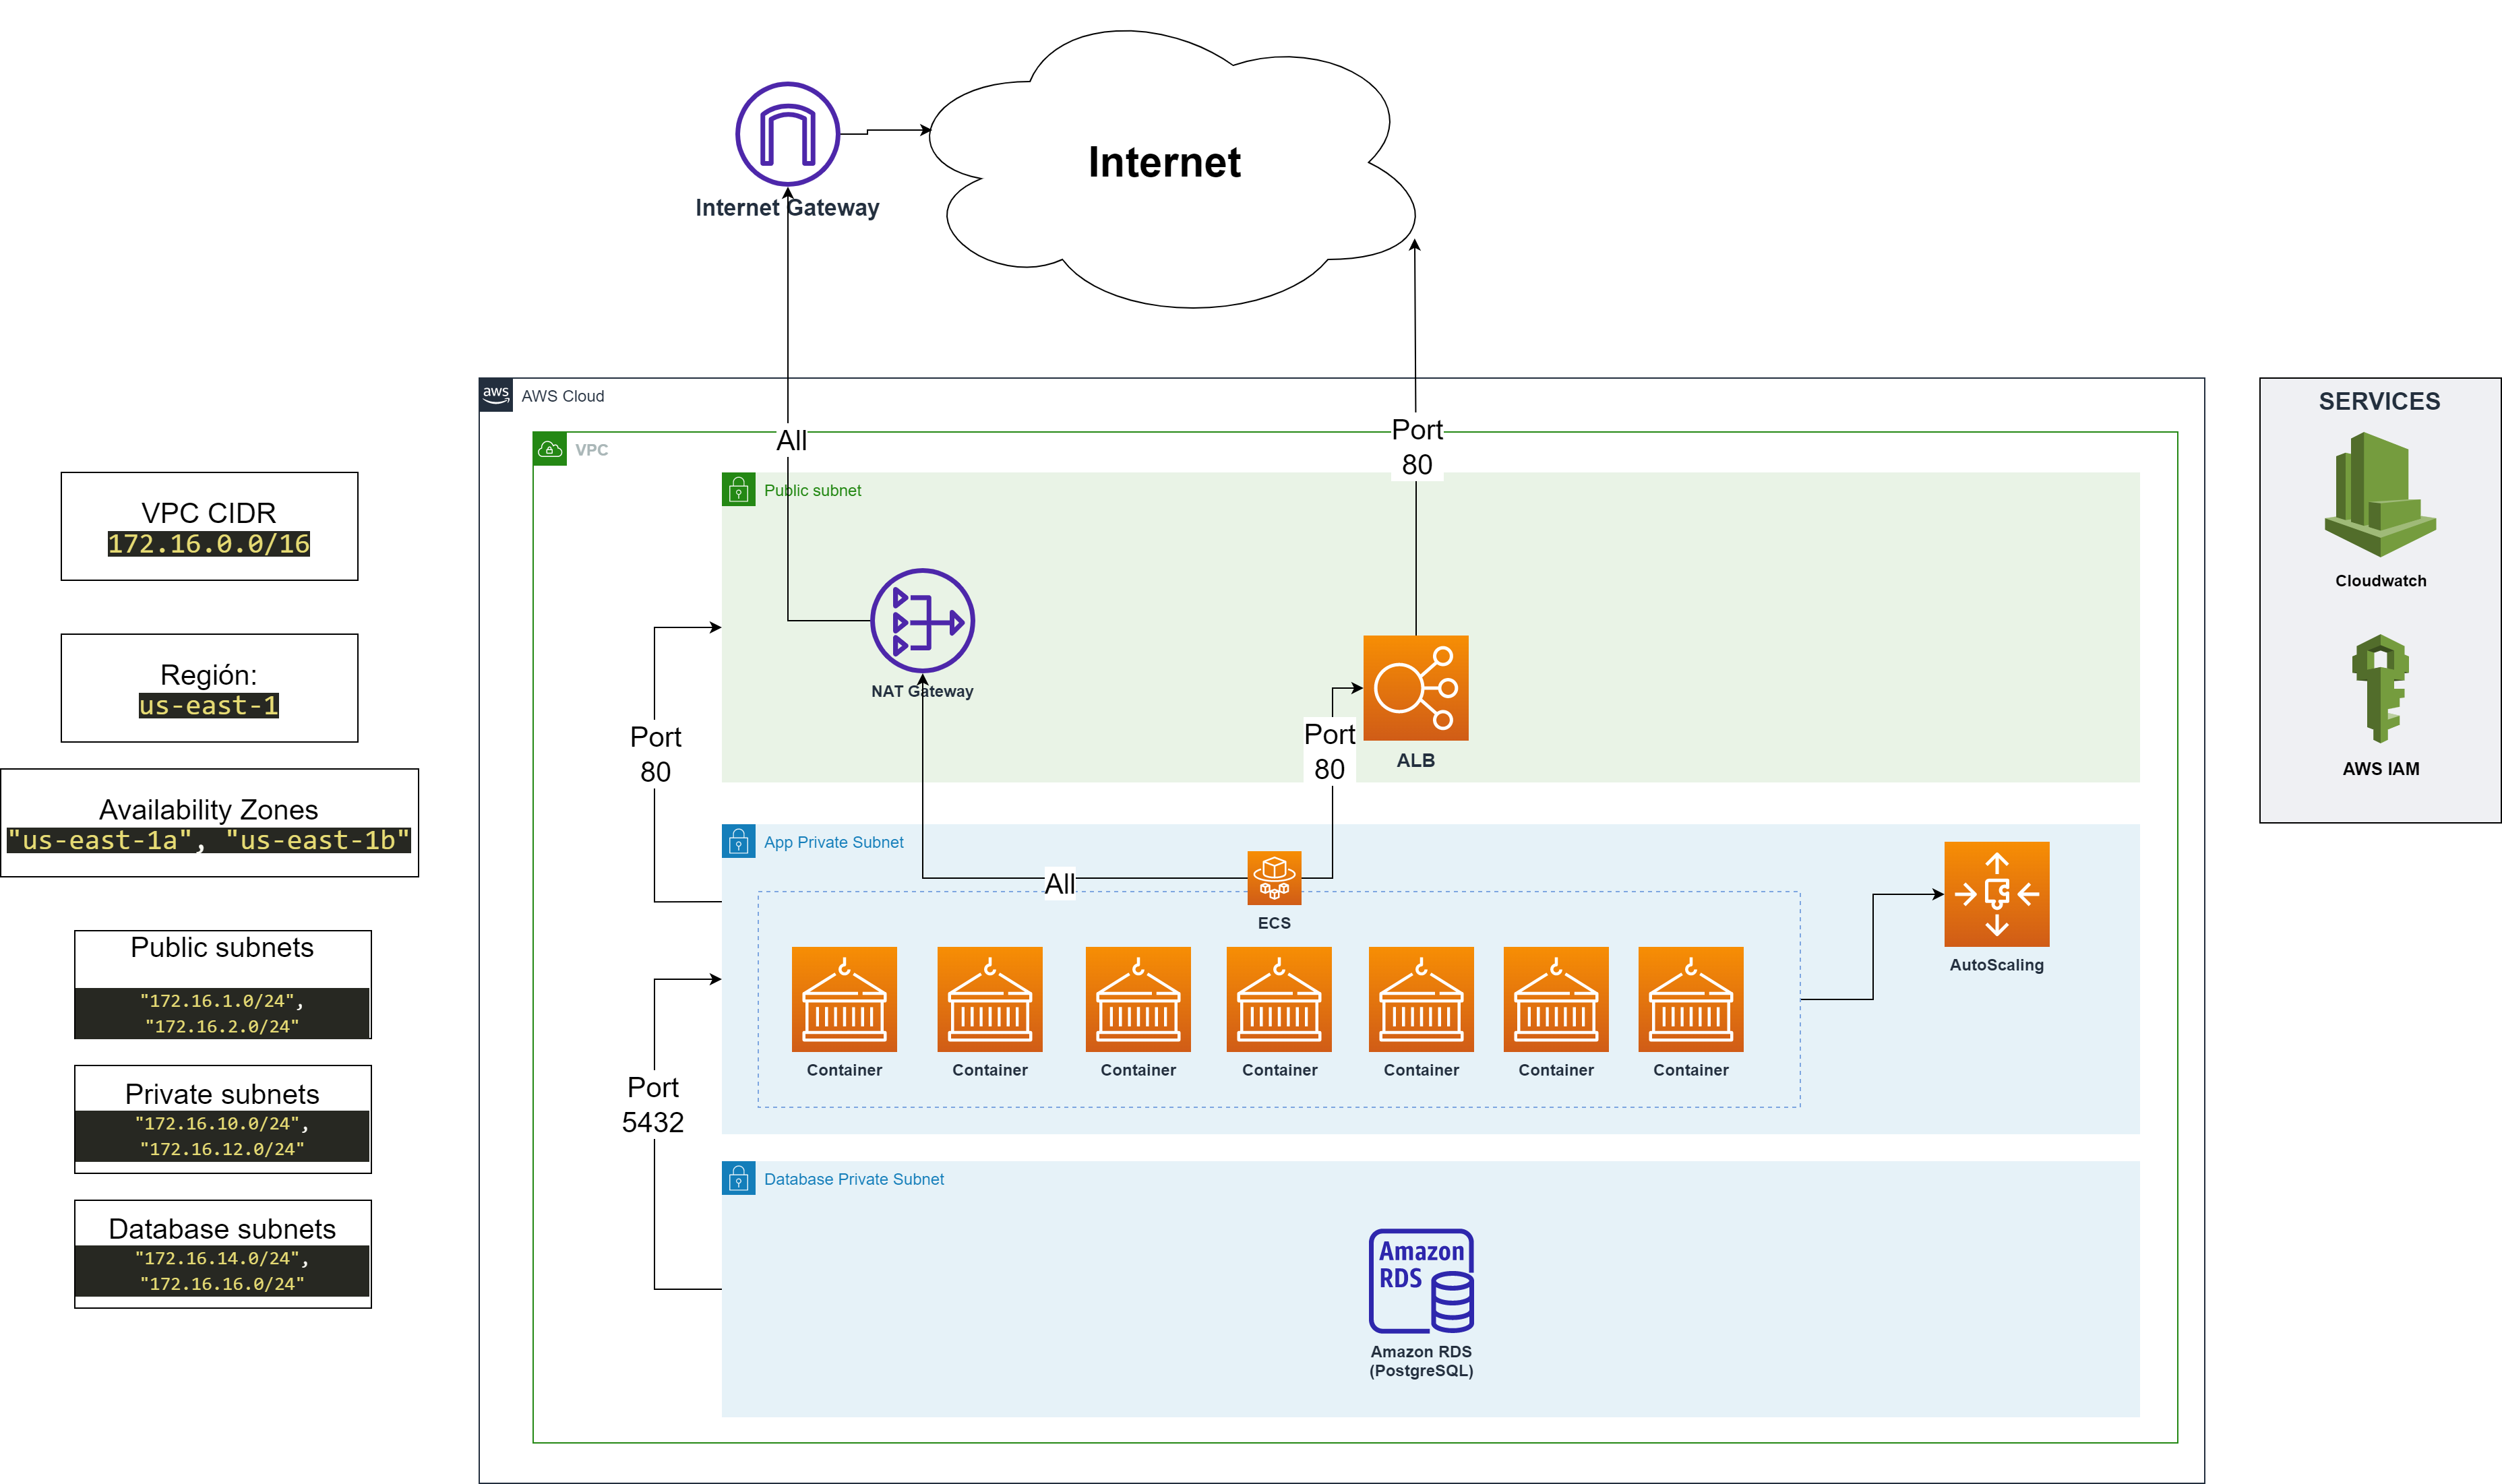 Internet
Internet Gateway
aws
AWS Cloud
SERVICES
All
Port
80
VPC
Public subnet
VPC CIDR
172.16.0.0/16
Cloudwatch
Región:
us-east-1
NAT Gateway
Port
80
Port
80
ALB
AWS IAM
Availability Zones
"us-east-1a", "us-east-1b"
App Private Subnet
All
ECS
AutoScaling
Public subnets
"172.16.1.0/24",
"172.16.2.0/24"
Container
Container
Container
Container
Container
Container
Container
Private subnets
"172.16.10.0/24",
"172.16.12.0/24"
Port
5432
Database Private Subnet
Database subnets
"172.16.14.0/24",
"172.16.16.0/24"
Amazon
RDS
Amazon RDS
(PostgreSQL)